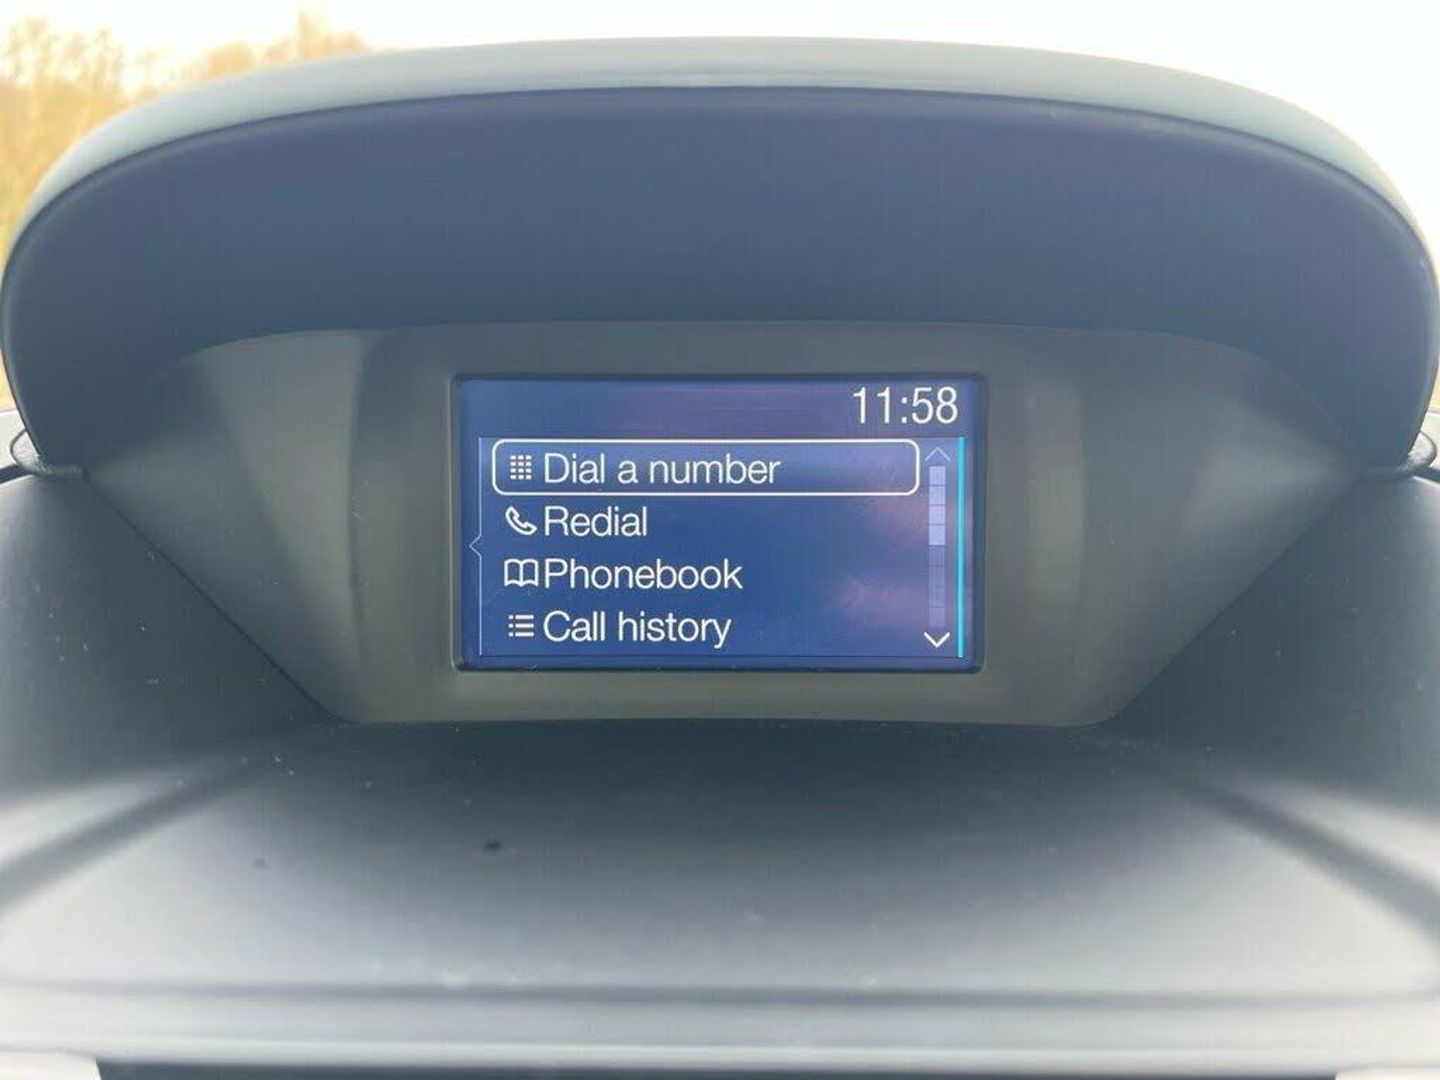 11:58
Dial a number
Redial
Phonebook
Call history